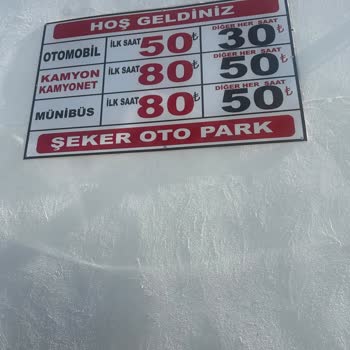 HOŞ GELDİNİZ
OTOMOBİL İLK SAAT 50 ₺ DİĞER HER SAAT 30 ₺
KAMYON KAMYONET İLK SAAT 80 ₺ DİĞER HER SAAT 50 ₺
MÜNİBÜS İLK SAAT 80 ₺ DİĞER HER SAAT 50 ₺
ŞEKER OTO PARK